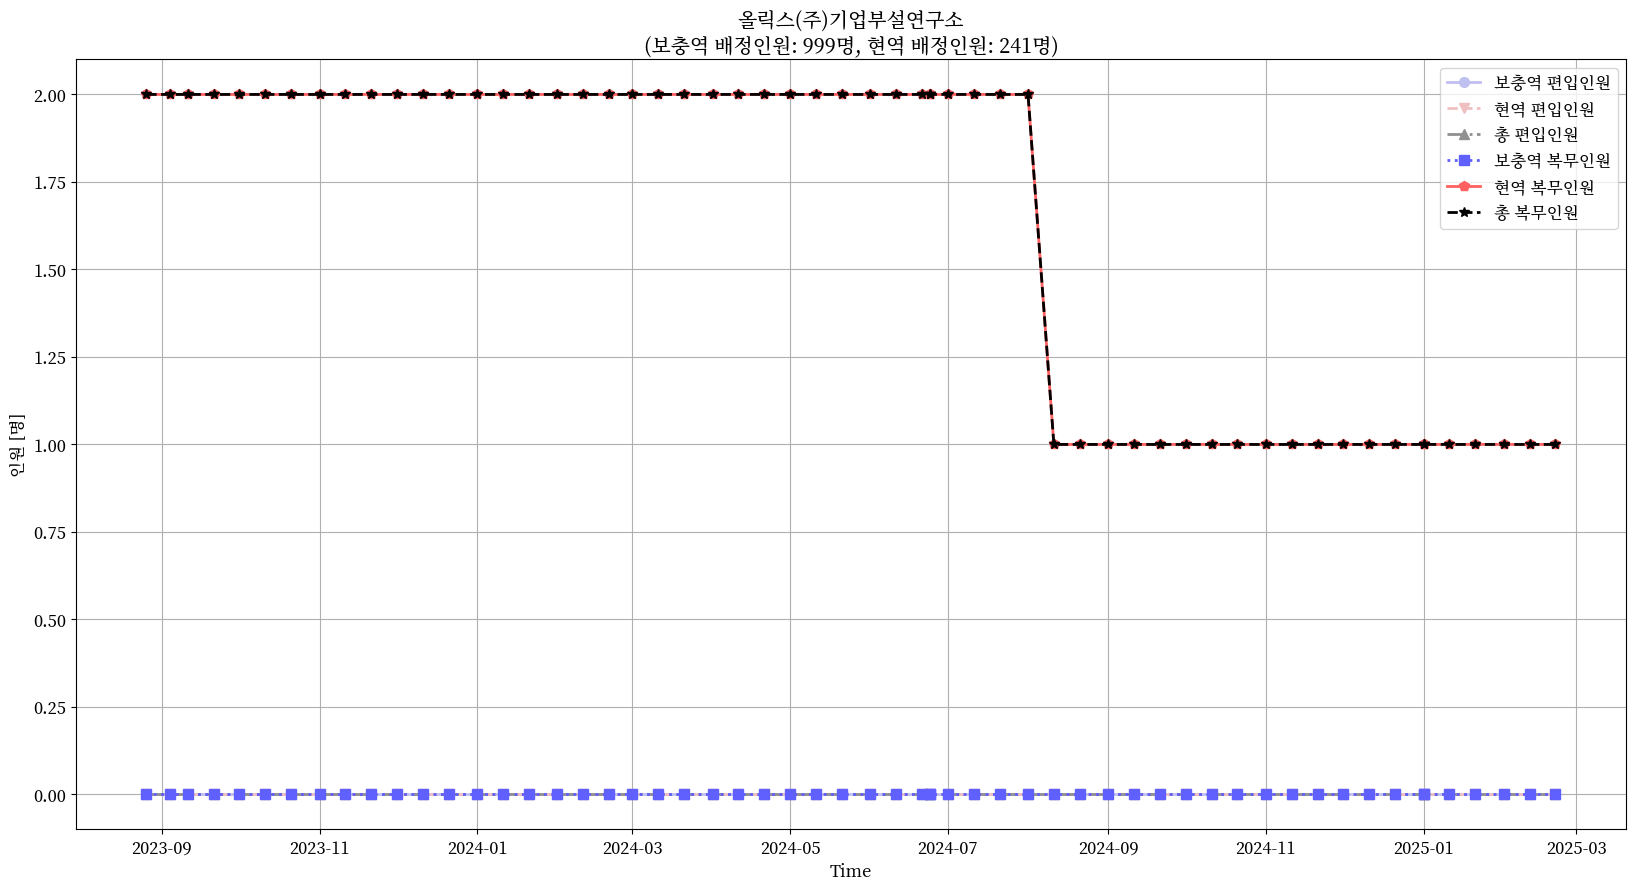 올릭스(주)기업부설연구소
(보충역 배정인원: 999명, 현역 배정인원: 241명)
보충역 편입인원
현역 편입인원
총 편입인원
보충역 복무인원
현역 복무인원
총 복무인원
인원 [명]
2.00
1.75
1.50
1.25
1.00
0.75
0.50
0.25
0.00
2023-09 2023-11 2024-01 2024-03 2024-05 2024-07 2024-09 2024-11 2025-01 2025-03
Time